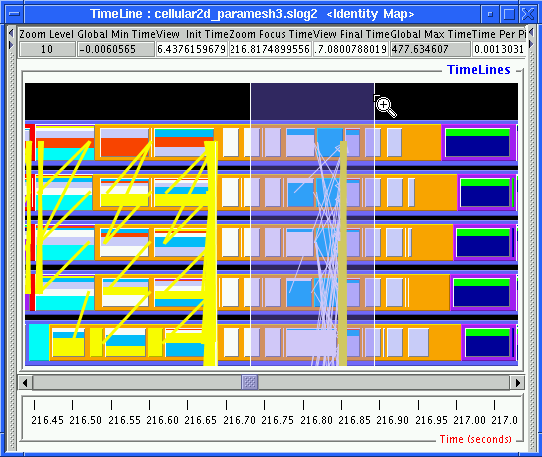 TimeLine : cellular2d_paramesh3.slog2 <Identity Map>
Zoom Level Global Min Time View Init Time Zoom Focus Time View Final Time Global Max Time Time Per Pi
10 -0.0060565 6.4376159679 216.8174899556 7.0800788019 477.634607 0.0013031
TimeLines
216.45 216.50 216.55 216.60 216.65 216.70 216.75 216.80 216.85 216.90 216.95 217.00 217.0
Time (seconds)